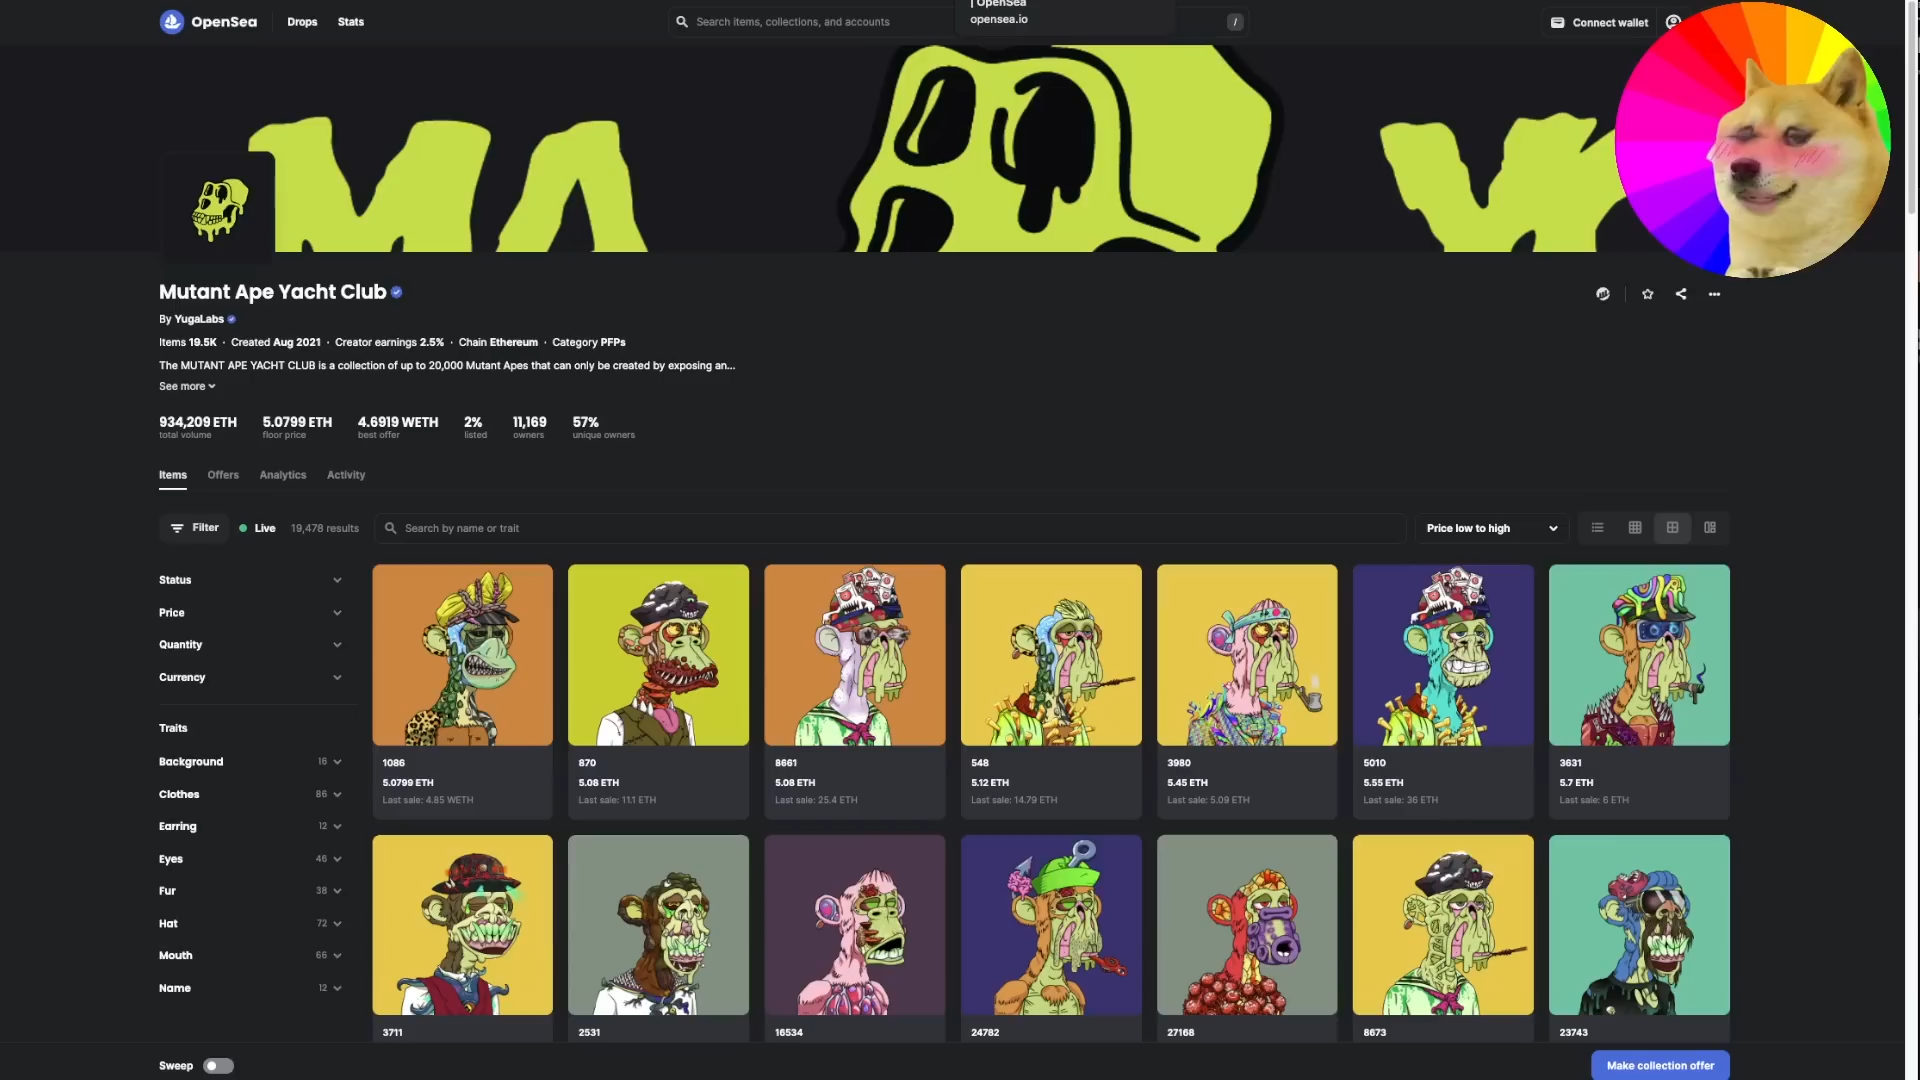 | OpenSea
opensea.io
OpenSea
Drops
Stats
Search items, collections, and accounts
/
Connect wallet
MA
Y
Mutant Ape Yacht Club
By YugaLabs
Items 19.5K · Created Aug 2021 · Creator earnings 2.5% · Chain Ethereum · Category PFPs
The MUTANT APE YACHT CLUB is a collection of up to 20,000 Mutant Apes that can only be created by exposing an...
See more
934,209 ETH
total volume
5.0799 ETH
floor price
4.6919 WETH
best offer
2%
listed
11,169
owners
57%
unique owners
Items
Offers
Analytics
Activity
Filter
Live
19,478 results
Search by name or trait
Price low to high
Status
Price
Quantity
Currency
Traits
Background 16
Clothes 86
Earring 12
Eyes 46
Fur 38
Hat 72
Mouth 66
Name 12
1086
5.0799 ETH
Last sale: 4.85 WETH
870
5.08 ETH
Last sale: 11.1 ETH
8661
5.08 ETH
Last sale: 25.4 ETH
548
5.12 ETH
Last sale: 14.79 ETH
3980
5.45 ETH
Last sale: 5.09 ETH
5010
5.55 ETH
Last sale: 36 ETH
3631
5.7 ETH
Last sale: 6 ETH
3711
2531
16534
24782
27168
8673
23743
Sweep
Make collection offer